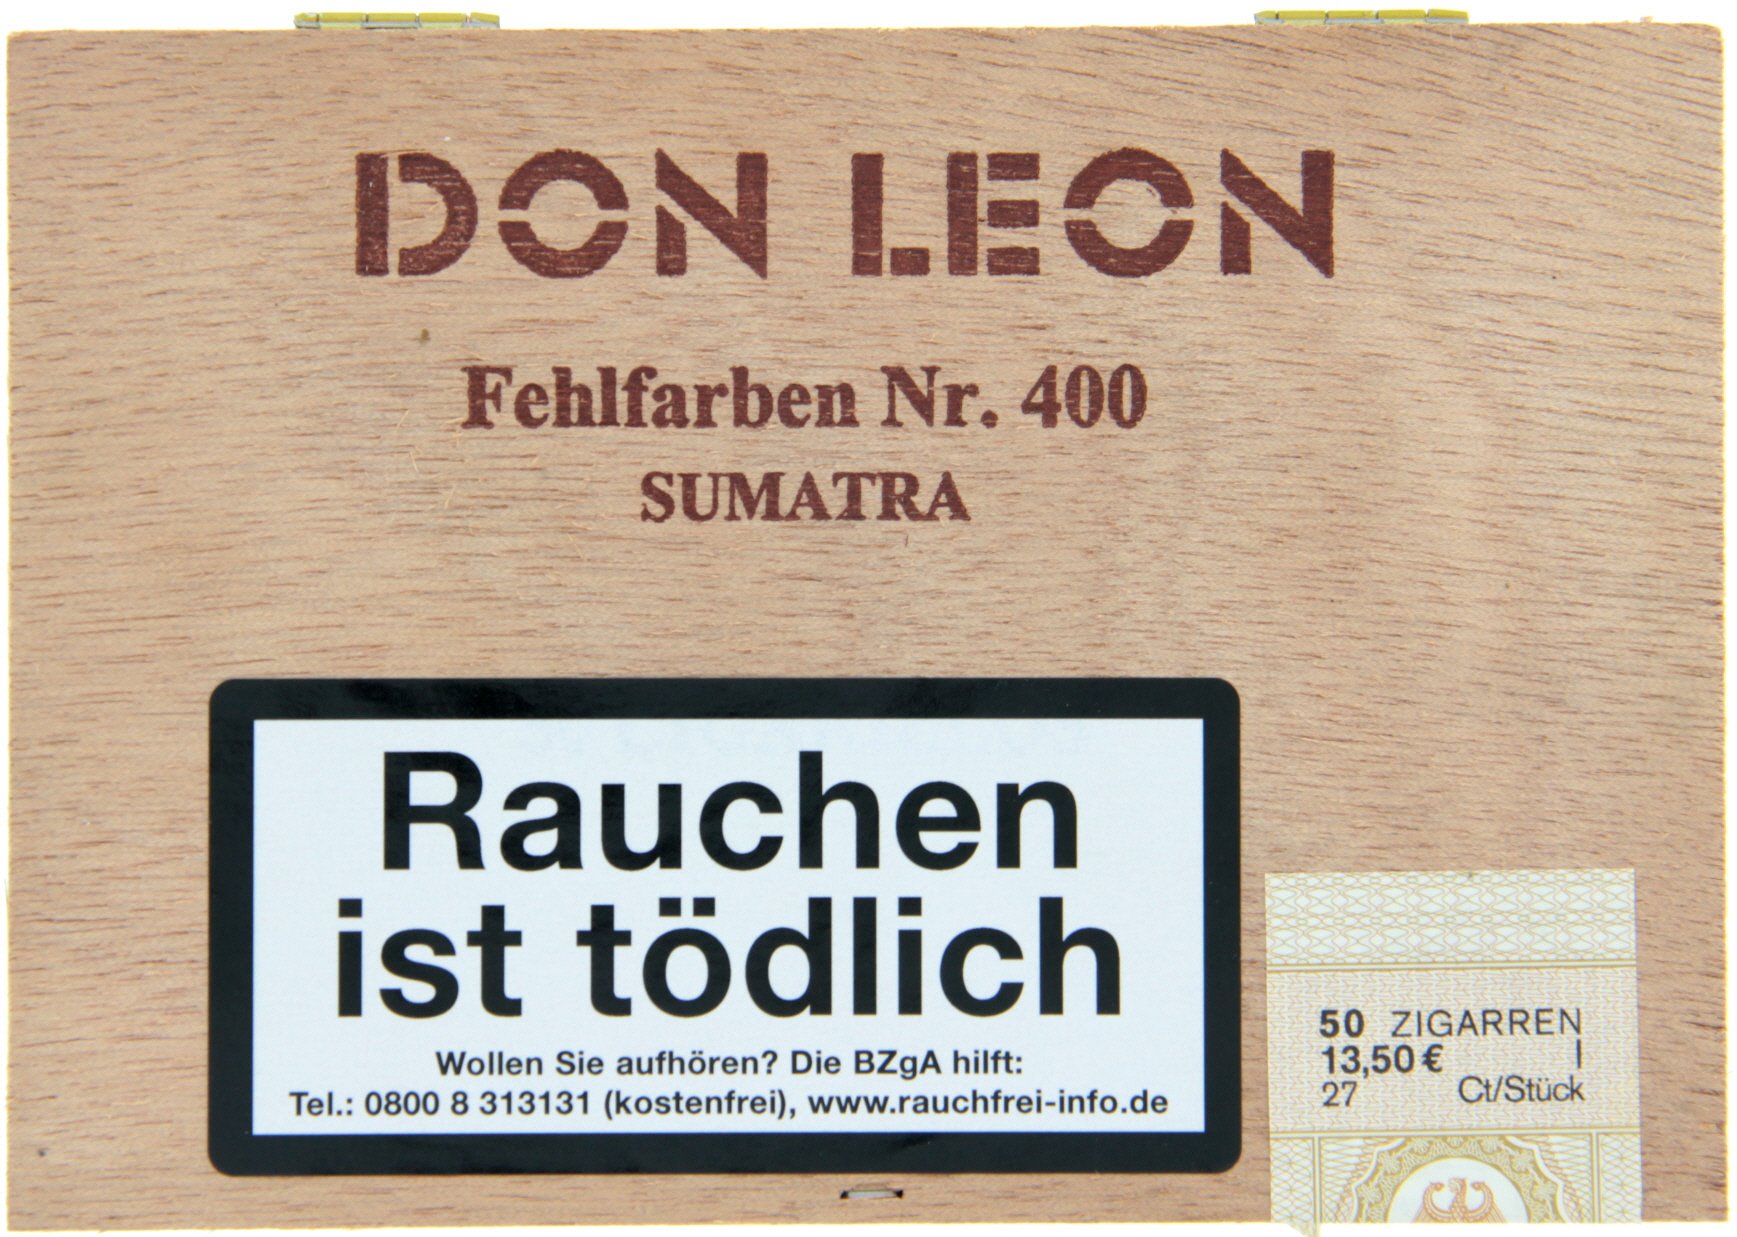 DON LEON
Fehlfarben Nr. 400
SUMATRA
Rauchen
ist tödlich
Wollen Sie aufhören? Die BZgA hilft:
Tel.: 0800 8 313131 (kostenfrei), www.rauchfrei-info.de
50 ZIGARREN
13,50 € I
27 Ct/Stück